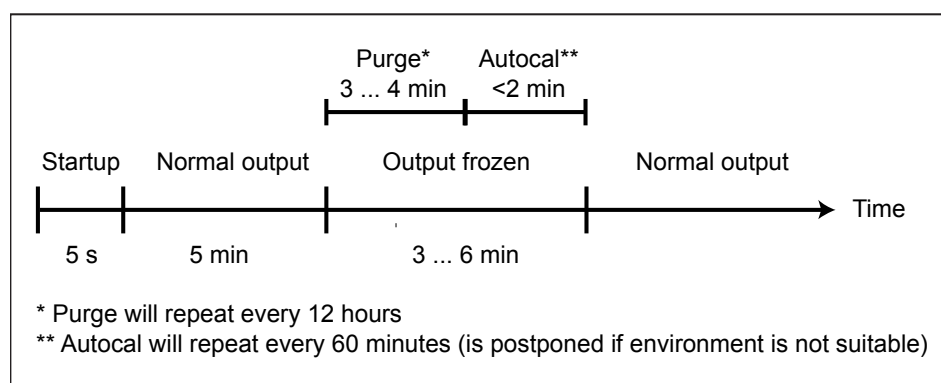 Purge* Autocal**
3 ... 4 min <2 min
Startup Normal output Output frozen Normal output
Time
5 s 5 min 3 ... 6 min
* Purge will repeat every 12 hours
** Autocal will repeat every 60 minutes (is postponed if environment is not suitable)